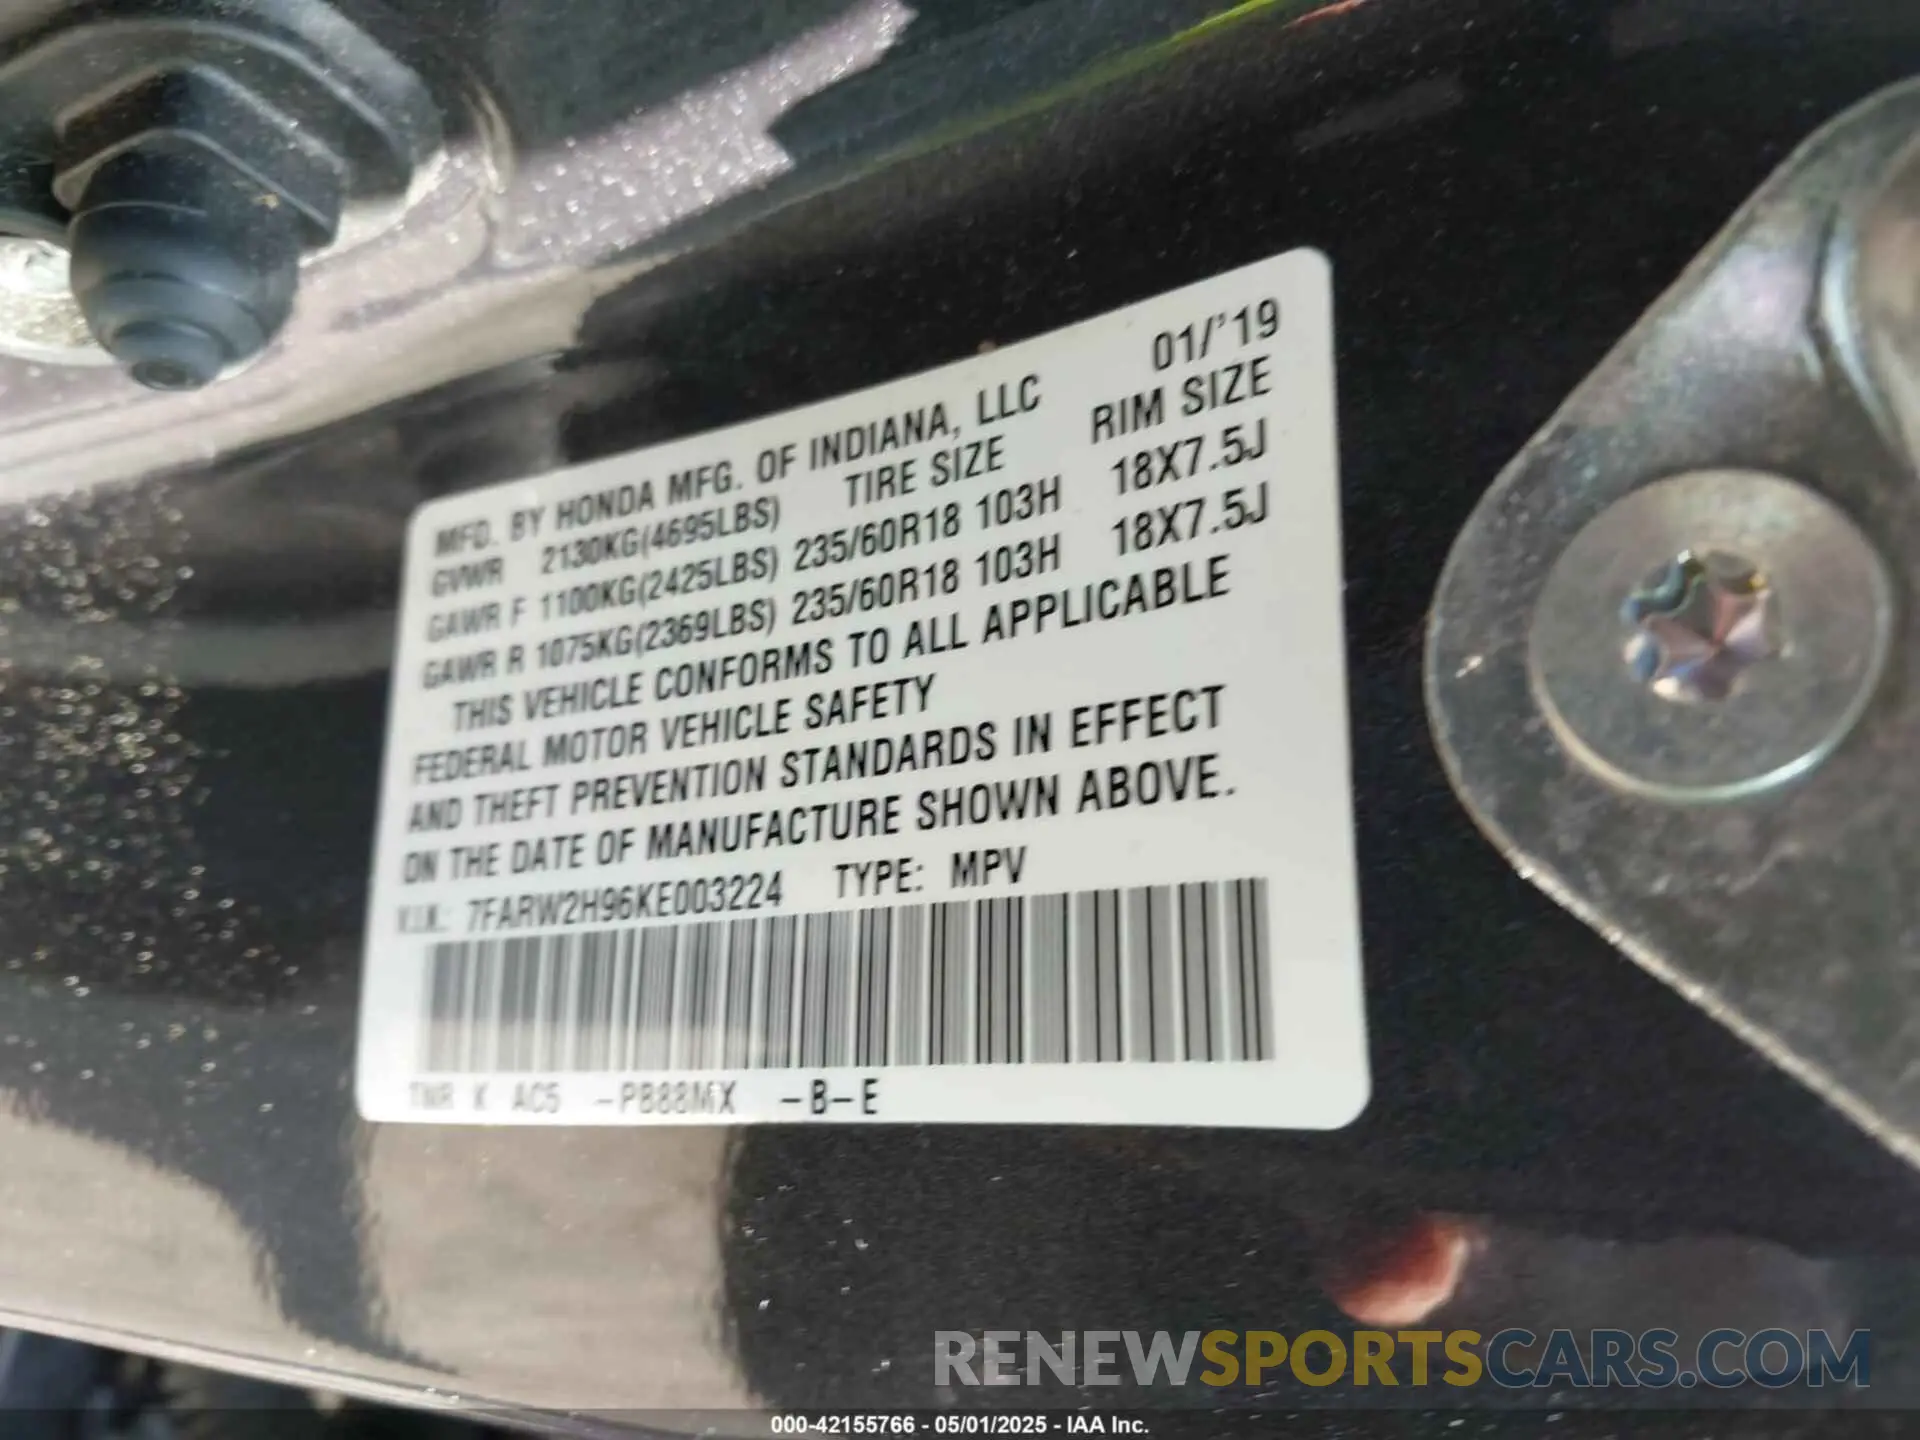 MFD. BY HONDA MFG. OF INDIANA, LLC 01/'19
GVWR 2130KG(4695LBS) TIRE SIZE RIM SIZE
GAWR F 1100KG(2425LBS) 235/60R18 103H 18X7.5J
GAWR R 1075KG(2369LBS) 235/60R18 103H 18X7.5J
THIS VEHICLE CONFORMS TO ALL APPLICABLE
FEDERAL MOTOR VEHICLE SAFETY
AND THEFT PREVENTION STANDARDS IN EFFECT
ON THE DATE OF MANUFACTURE SHOWN ABOVE.
V.I.N.: 7FARW2H96KE003224 TYPE: MPV
TWR K AC5 -PB88MX -B-E
RENEWSPORTSCARS.COM
000-42155766 - 05/01/2025 - IAA Inc.